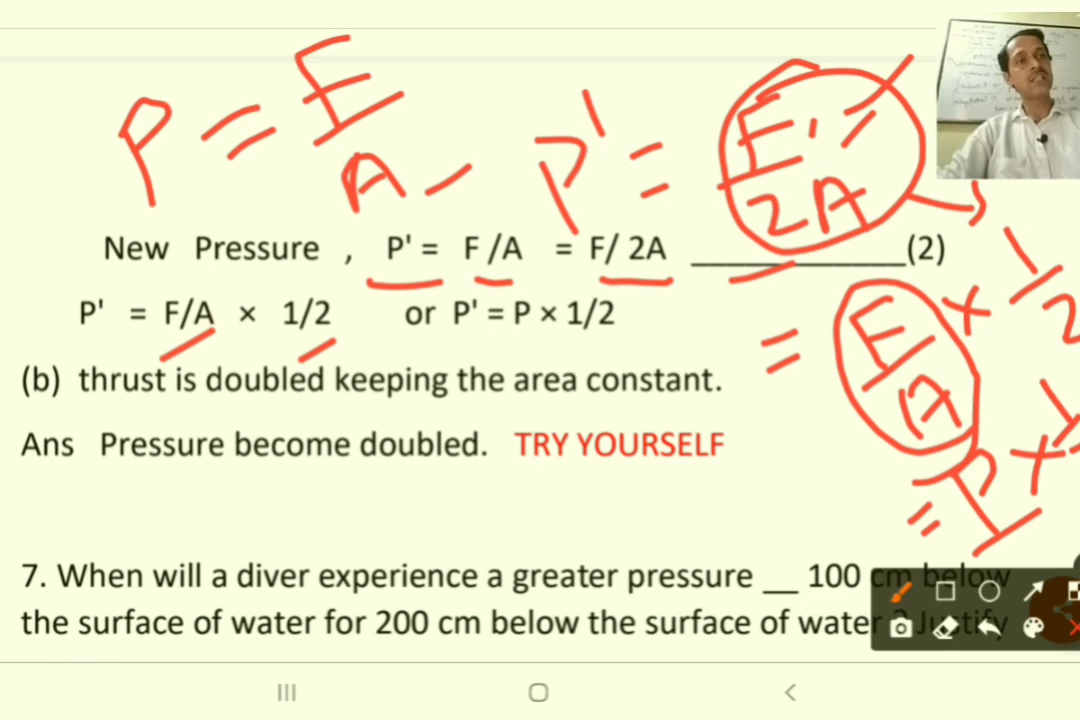 P = F/A
P' = F/2A
New Pressure , P' = F /A = F/ 2A ____________(2)
P' = F/A × 1/2 or P' = P × 1/2
= F/A × 1/2
(b) thrust is doubled keeping the area constant.
Ans Pressure become doubled. TRY YOURSELF
= P ×
7. When will a diver experience a greater pressure __ 100 cm below
the surface of water for 200 cm below the surface of water ? Justify